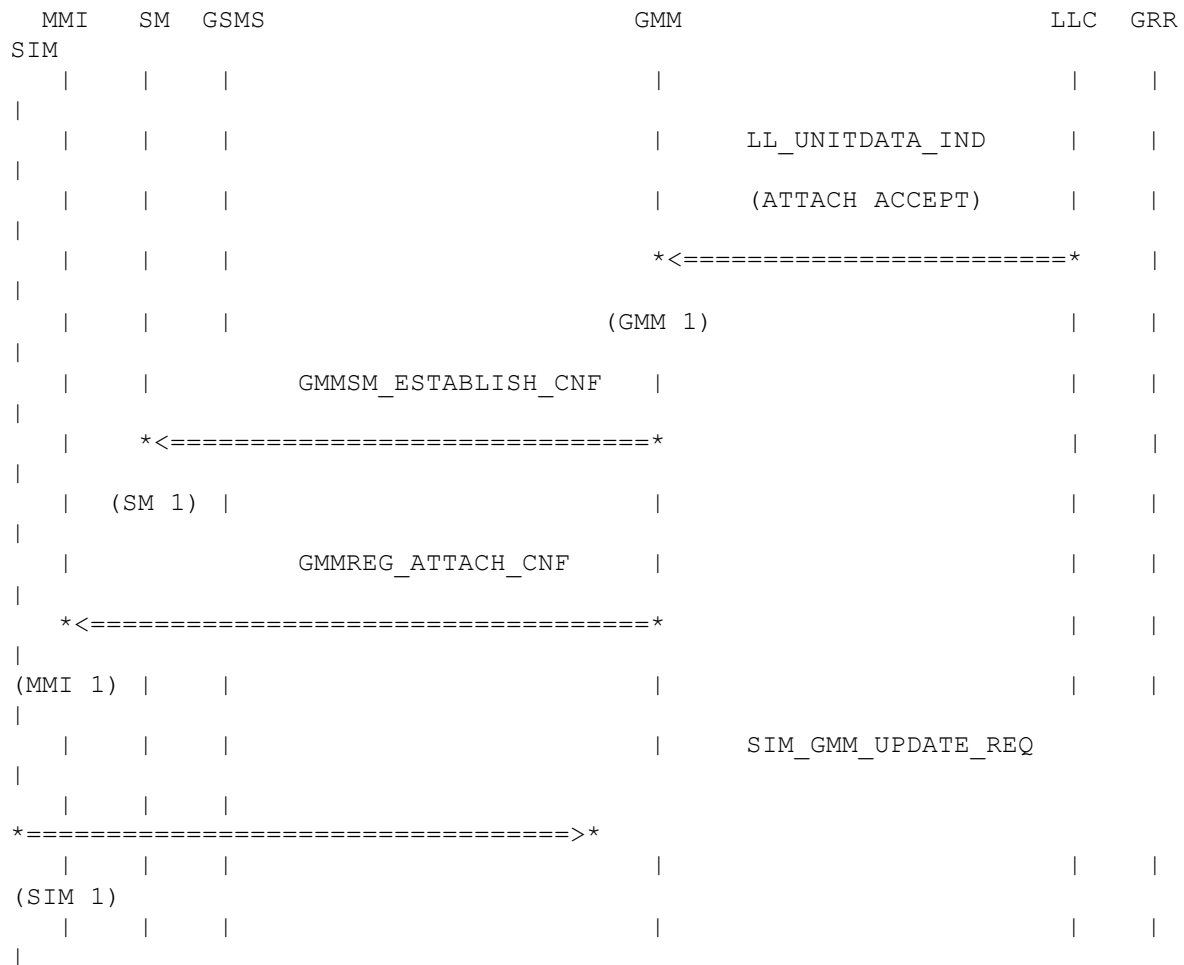 MMI SM GSMS GMM LLC GRR
SIM
| | | | | |
|
| | | | LL_UNITDATA_IND | |
|
| | | | (ATTACH ACCEPT) | |
|
| | | *<========================* |
|
| | | (GMM 1) | |
|
| | GMMSM_ESTABLISH_CNF | | |
|
| *<==============================* | |
|
| (SM 1) | | | |
|
| GMMREG_ATTACH_CNF | | |
|
*<===================================* | |
|
(MMI 1) | | | | |
|
| | | | SIM_GMM_UPDATE_REQ
|
| | |
*==================================>*
| | | | | |
(SIM 1)
| | | | | |
|